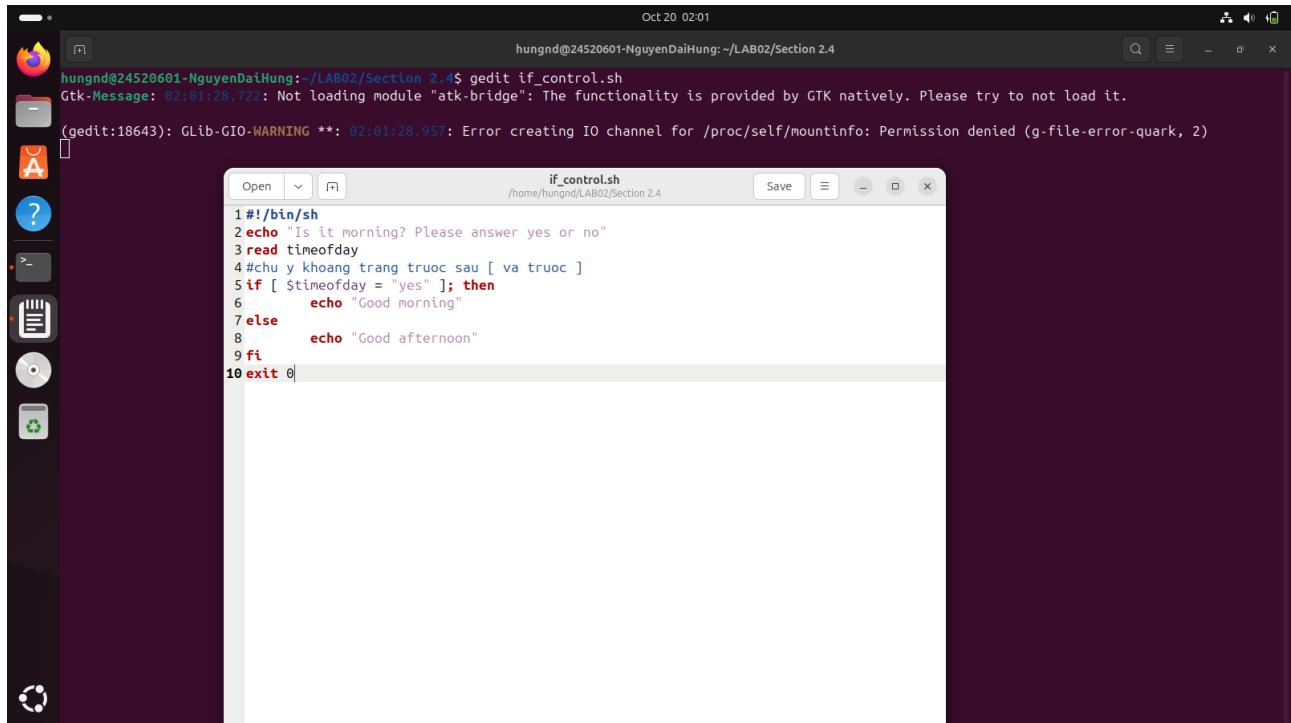 Oct 20 02:01
hungnd@24520601-NguyenDaiHung: ~/LAB02/Section 2.4
hungnd@24520601-NguyenDaiHung:~/LAB02/Section 2.4$ gedit if_control.sh
Gtk-Message: 02:01:28.722: Not loading module "atk-bridge": The functionality is provided by GTK natively. Please try to not load it.
(gedit:18643): GLib-GIO-WARNING **: 02:01:28.957: Error creating IO channel for /proc/self/mountinfo: Permission denied (g-file-error-quark, 2)
Open
if_control.sh
/home/hungnd/LAB02/Section 2.4
Save
1 #!/bin/sh
2 echo "Is it morning? Please answer yes or no"
3 read timeofday
4 #chu y khoang trang truoc sau [ va truoc ]
5 if [ $timeofday = "yes" ]; then
6 echo "Good morning"
7 else
8 echo "Good afternoon"
9 fi
10 exit 0